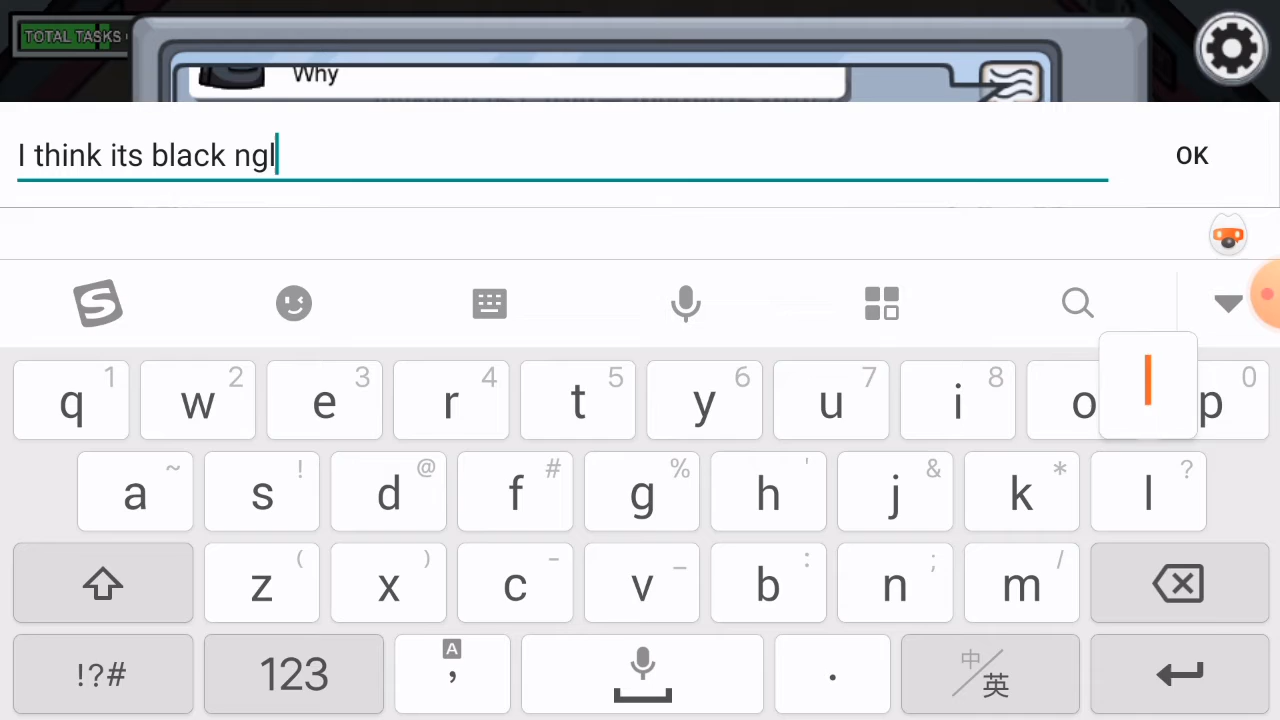 TOTAL TASKS
Why
I think its black ngl
OK
S
l
q 1 w 2 e 3 r 4 t 5 y 6 u 7 i 8 o p 0
a ~ s ! d @ f # g % h ' j & k * l ?
z ( x ) c - v _ b : n ; m /
!?# 123 A , . 中/英